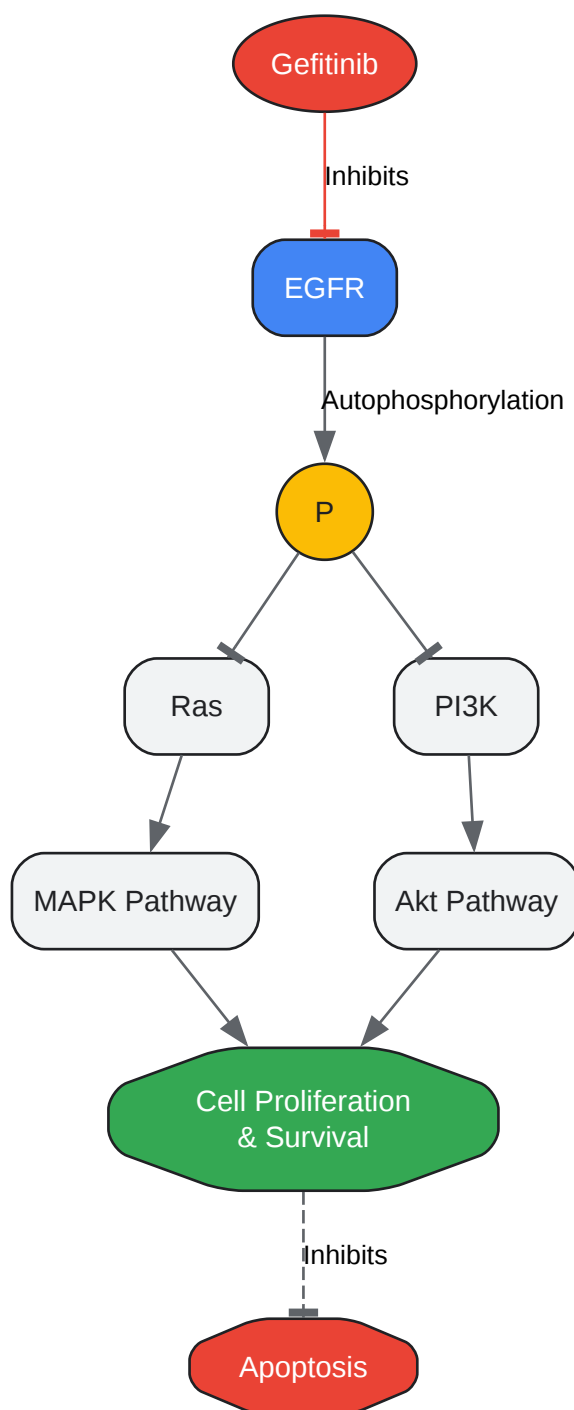 Gefitinib
Inhibits
EGFR
Autophosphorylation
P
Ras
PI3K
MAPK Pathway
Akt Pathway
Cell Proliferation
& Survival
Inhibits
Apoptosis